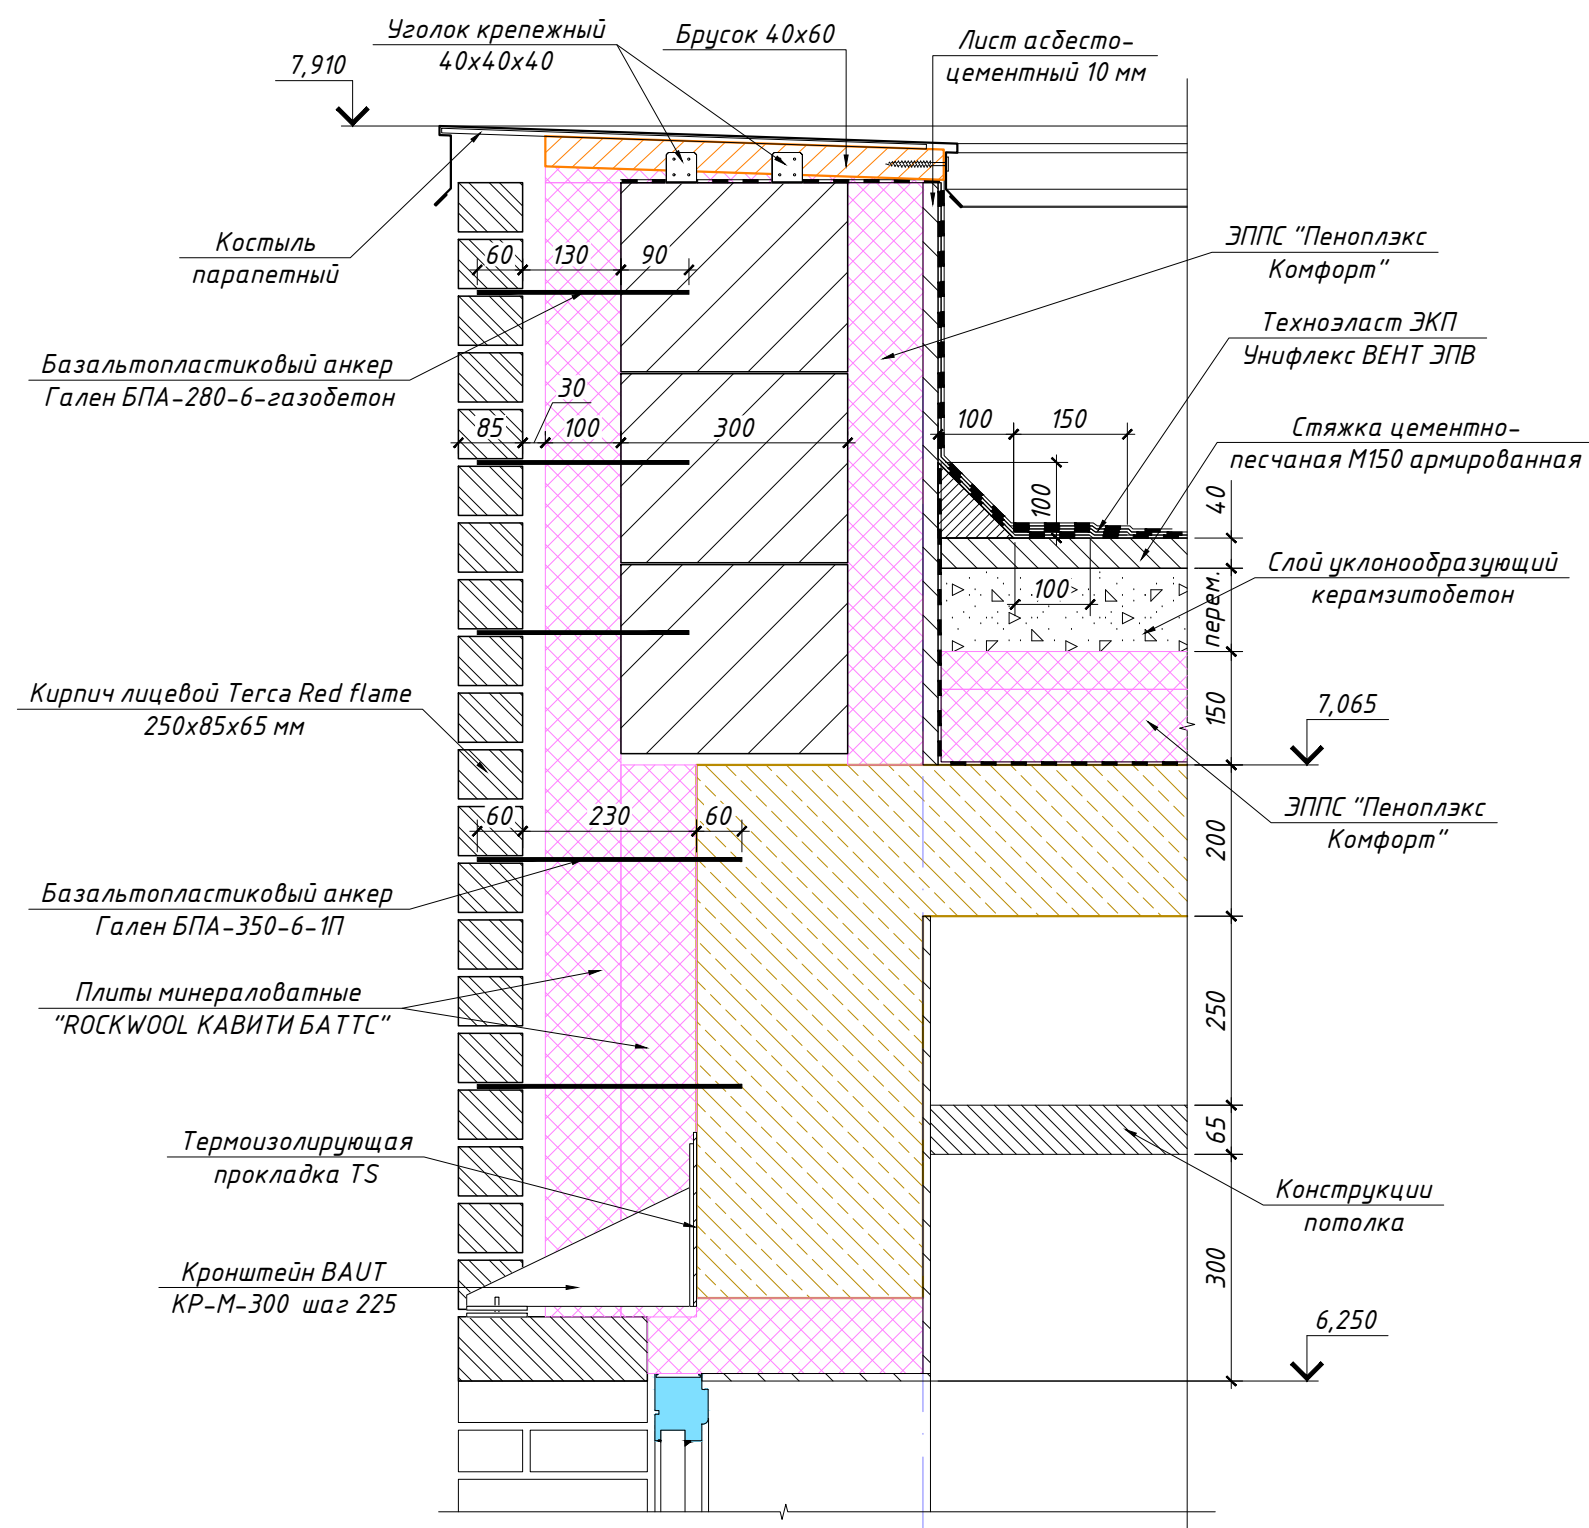 Уголок крепежный
40х40х40
Брусок 40х60
Лист асбесто-
цементный 10 мм
7,910
Костыль
парапетный
60
130
90
ЭППС "Пеноплэкс
Комфорт"
Техноэласт ЭКП
Унифлекс ВЕНТ ЭПВ
Базальтопластиковый анкер
Гален БПА-280-6-газобетон
30
85
100
300
100
150
Стяжка цементно-
песчаная М150 армированная
100
40
Слой уклонообразующий
керамзитобетон
100
перем.
Кирпич лицевой Terca Red flame
250х85х65 мм
150
7,065
ЭППС "Пеноплэкс
Комфорт"
60
230
60
200
Базальтопластиковый анкер
Гален БПА-350-6-1П
Плиты минераловатные
"ROCKWOOL КАВИТИ БАТТС"
250
Термоизолирующая
прокладка TS
65
Конструкции
потолка
Кронштейн BAUT
КР-М-300 шаг 225
300
6,250